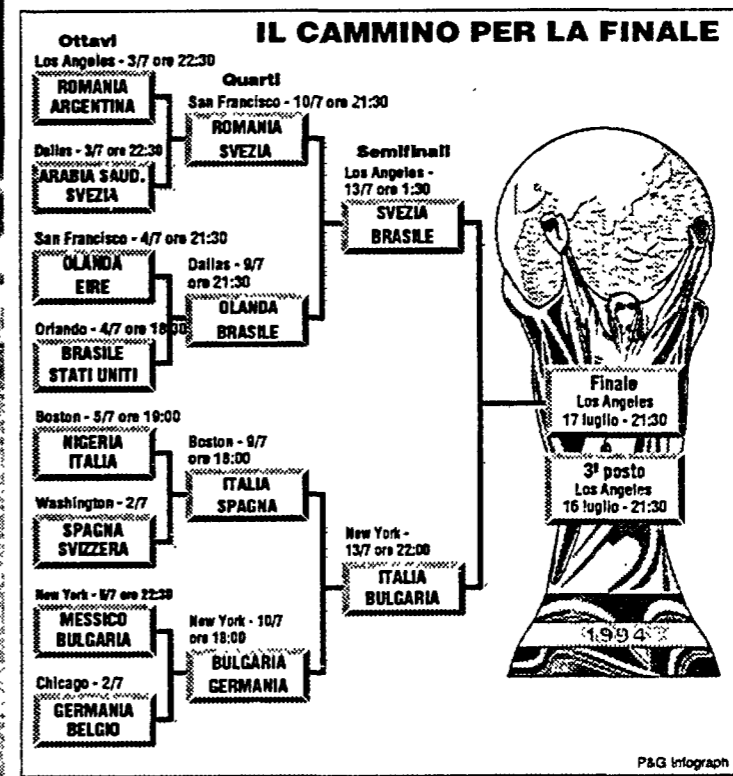 IL CAMMINO PER LA FINALE
Ottavi
Los Angeles - 3/7 ore 22:30
ROMANIA
ARGENTINA
Dallas - 3/7 ore 22:30
ARABIA SAUD.
SVEZIA
San Francisco - 4/7 ore 21:30
OLANDA
EIRE
Orlando - 4/7 ore 18:30
BRASILE
STATI UNITI
Boston - 5/7 ore 19:00
NIGERIA
ITALIA
Washington - 2/7
SPAGNA
SVIZZERA
New York - 5/7 ore 22:30
MESSICO
BULGARIA
Chicago - 2/7
GERMANIA
BELGIO
Quarti
San Francisco - 10/7 ore 21:30
ROMANIA
SVEZIA
Dallas - 9/7
ore 21:30
OLANDA
BRASILE
Boston - 9/7
ore 18:00
ITALIA
SPAGNA
New York - 10/7
ore 18:00
BULGARIA
GERMANIA
Semifinali
Los Angeles -
13/7 ore 1:30
SVEZIA
BRASILE
New York -
13/7 ore 22:00
ITALIA
BULGARIA
Finale
Los Angeles
17 luglio - 21:30
3º posto
Los Angeles
16 luglio - 21:30
1994
P&G Infograph